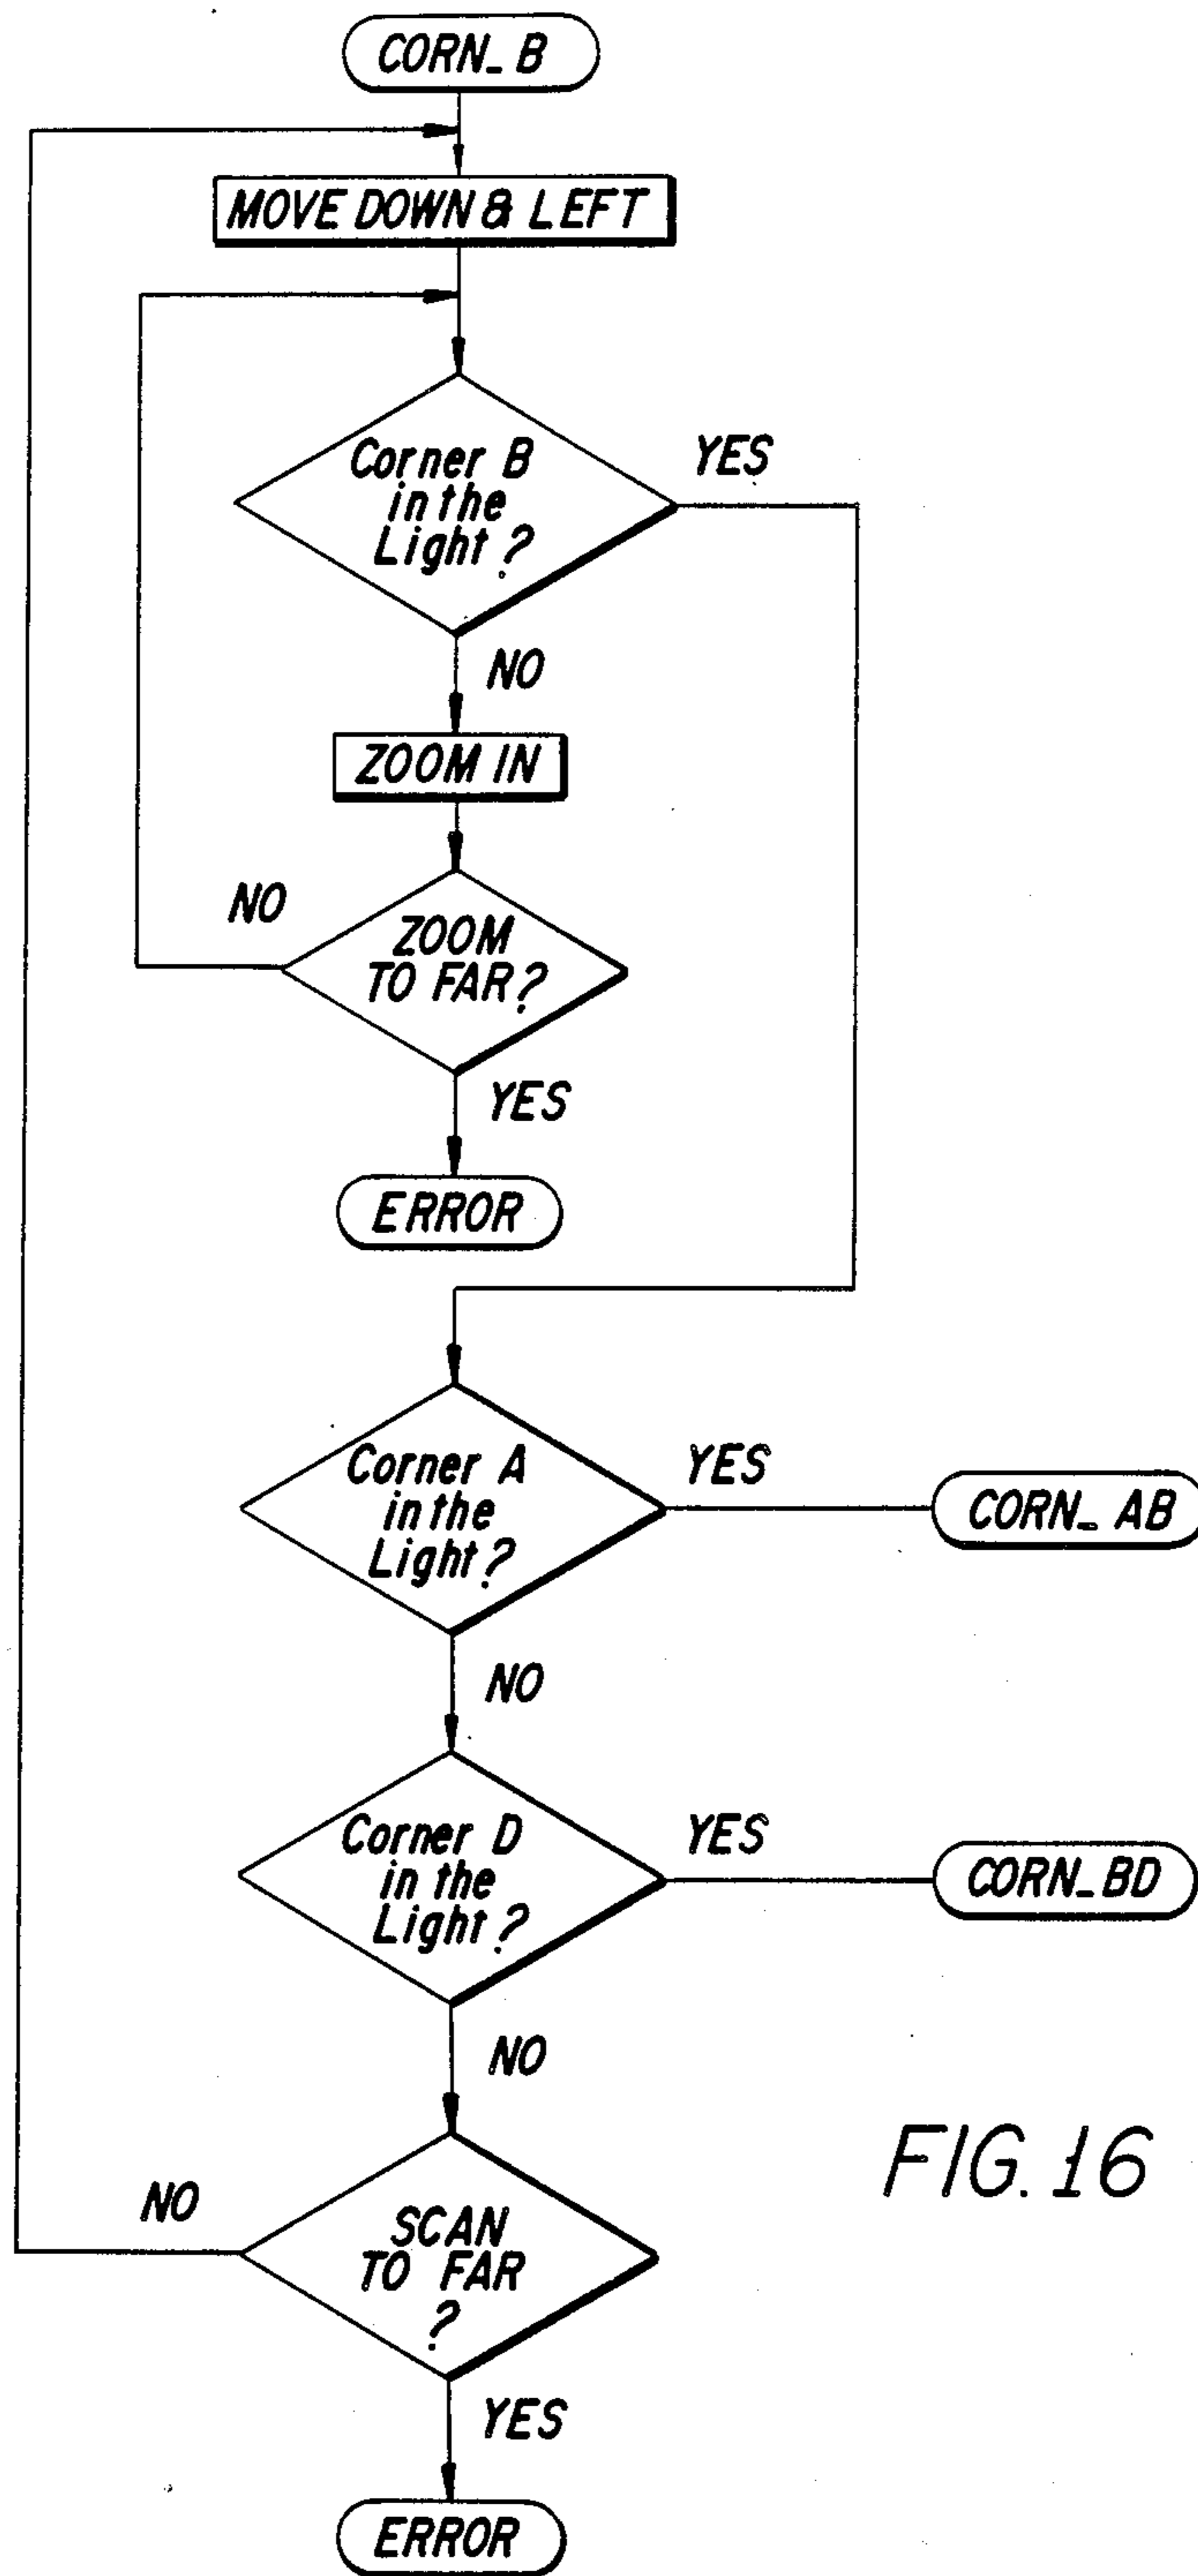 CORN_B
MOVE DOWN & LEFT
Corner B
in the
Light?
YES
NO
ZOOM IN
NO
ZOOM
TO FAR?
YES
ERROR
Corner A
in the
Light?
YES
CORN_AB
NO
Corner D
in the
Light?
YES
CORN_BD
NO
SCAN
TO FAR
?
NO
YES
ERROR
FIG. 16